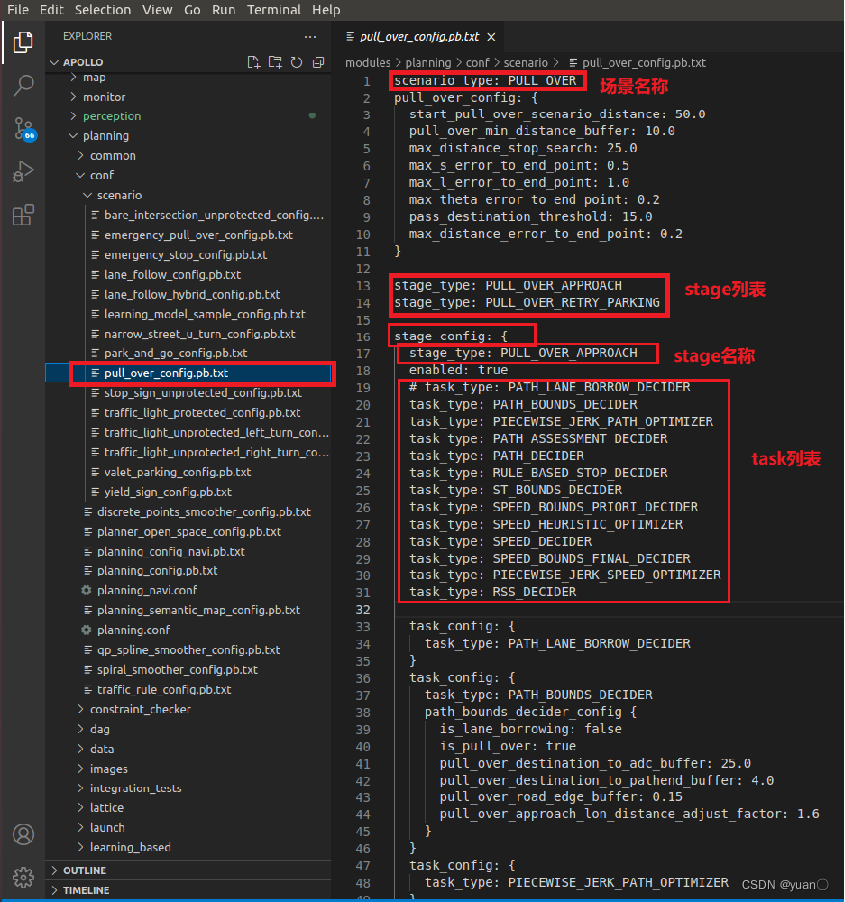 File Edit Selection View Go Run Terminal Help
EXPLORER
APOLLO
map
monitor
perception
planning
common
conf
scenario
bare_intersection_unprotected_config....
emergency_pull_over_config.pb.txt
emergency_stop_config.pb.txt
lane_follow_config.pb.txt
lane_follow_hybrid_config.pb.txt
learning_model_sample_config.pb.txt
narrow_street_u_turn_config.pb.txt
park_and_go_config.pb.txt
pull_over_config.pb.txt
stop_sign_unprotected_config.pb.txt
traffic_light_protected_config.pb.txt
traffic_light_unprotected_left_turn_con...
traffic_light_unprotected_right_turn_co...
valet_parking_config.pb.txt
yield_sign_config.pb.txt
discrete_points_smoother_config.pb.txt
planner_open_space_config.pb.txt
planning_config_navi.pb.txt
planning_config.pb.txt
planning_navi.conf
planning_semantic_map_config.pb.txt
planning.conf
qp_spline_smoother_config.pb.txt
spiral_smoother_config.pb.txt
traffic_rule_config.pb.txt
constraint_checker
dag
data
images
integration_tests
lattice
launch
learning_based
OUTLINE
TIMELINE
pull_over_config.pb.txt
modules > planning > conf > scenario > pull_over_config.pb.txt
1 scenario_type: PULL_OVER 场景名称
2 pull_over_config: {
3 start_pull_over_scenario_distance: 50.0
4 pull_over_min_distance_buffer: 10.0
5 max_distance_stop_search: 25.0
6 max_s_error_to_end_point: 0.5
7 max_l_error_to_end_point: 1.0
8 max_theta_error_to_end_point: 0.2
9 pass_destination_threshold: 15.0
10 max_distance_error_to_end_point: 0.2
11 }
12
13 stage_type: PULL_OVER_APPROACH stage列表
14 stage_type: PULL_OVER_RETRY_PARKING
15
16 stage_config: {
17 stage_type: PULL_OVER_APPROACH stage名称
18 enabled: true
19 # task_type: PATH_LANE_BORROW_DECIDER
20 task_type: PATH_BOUNDS_DECIDER
21 task_type: PIECEWISE_JERK_PATH_OPTIMIZER
22 task_type: PATH_ASSESSMENT_DECIDER
23 task_type: PATH_DECIDER task列表
24 task_type: RULE_BASED_STOP_DECIDER
25 task_type: ST_BOUNDS_DECIDER
26 task_type: SPEED_BOUNDS_PRIORI_DECIDER
27 task_type: SPEED_HEURISTIC_OPTIMIZER
28 task_type: SPEED_DECIDER
29 task_type: SPEED_BOUNDS_FINAL_DECIDER
30 task_type: PIECEWISE_JERK_SPEED_OPTIMIZER
31 task_type: RSS_DECIDER
32
33 task_config: {
34 task_type: PATH_LANE_BORROW_DECIDER
35 }
36 task_config: {
37 task_type: PATH_BOUNDS_DECIDER
38 path_bounds_decider_config {
39 is_lane_borrowing: false
40 is_pull_over: true
41 pull_over_destination_to_adc_buffer: 25.0
42 pull_over_destination_to_pathend_buffer: 4.0
43 pull_over_road_edge_buffer: 0.15
44 pull_over_approach_lon_distance_adjust_factor: 1.6
45 }
46 }
47 task_config: {
48 task_type: PIECEWISE_JERK_PATH_OPTIMIZER
CSDN @yuan〇